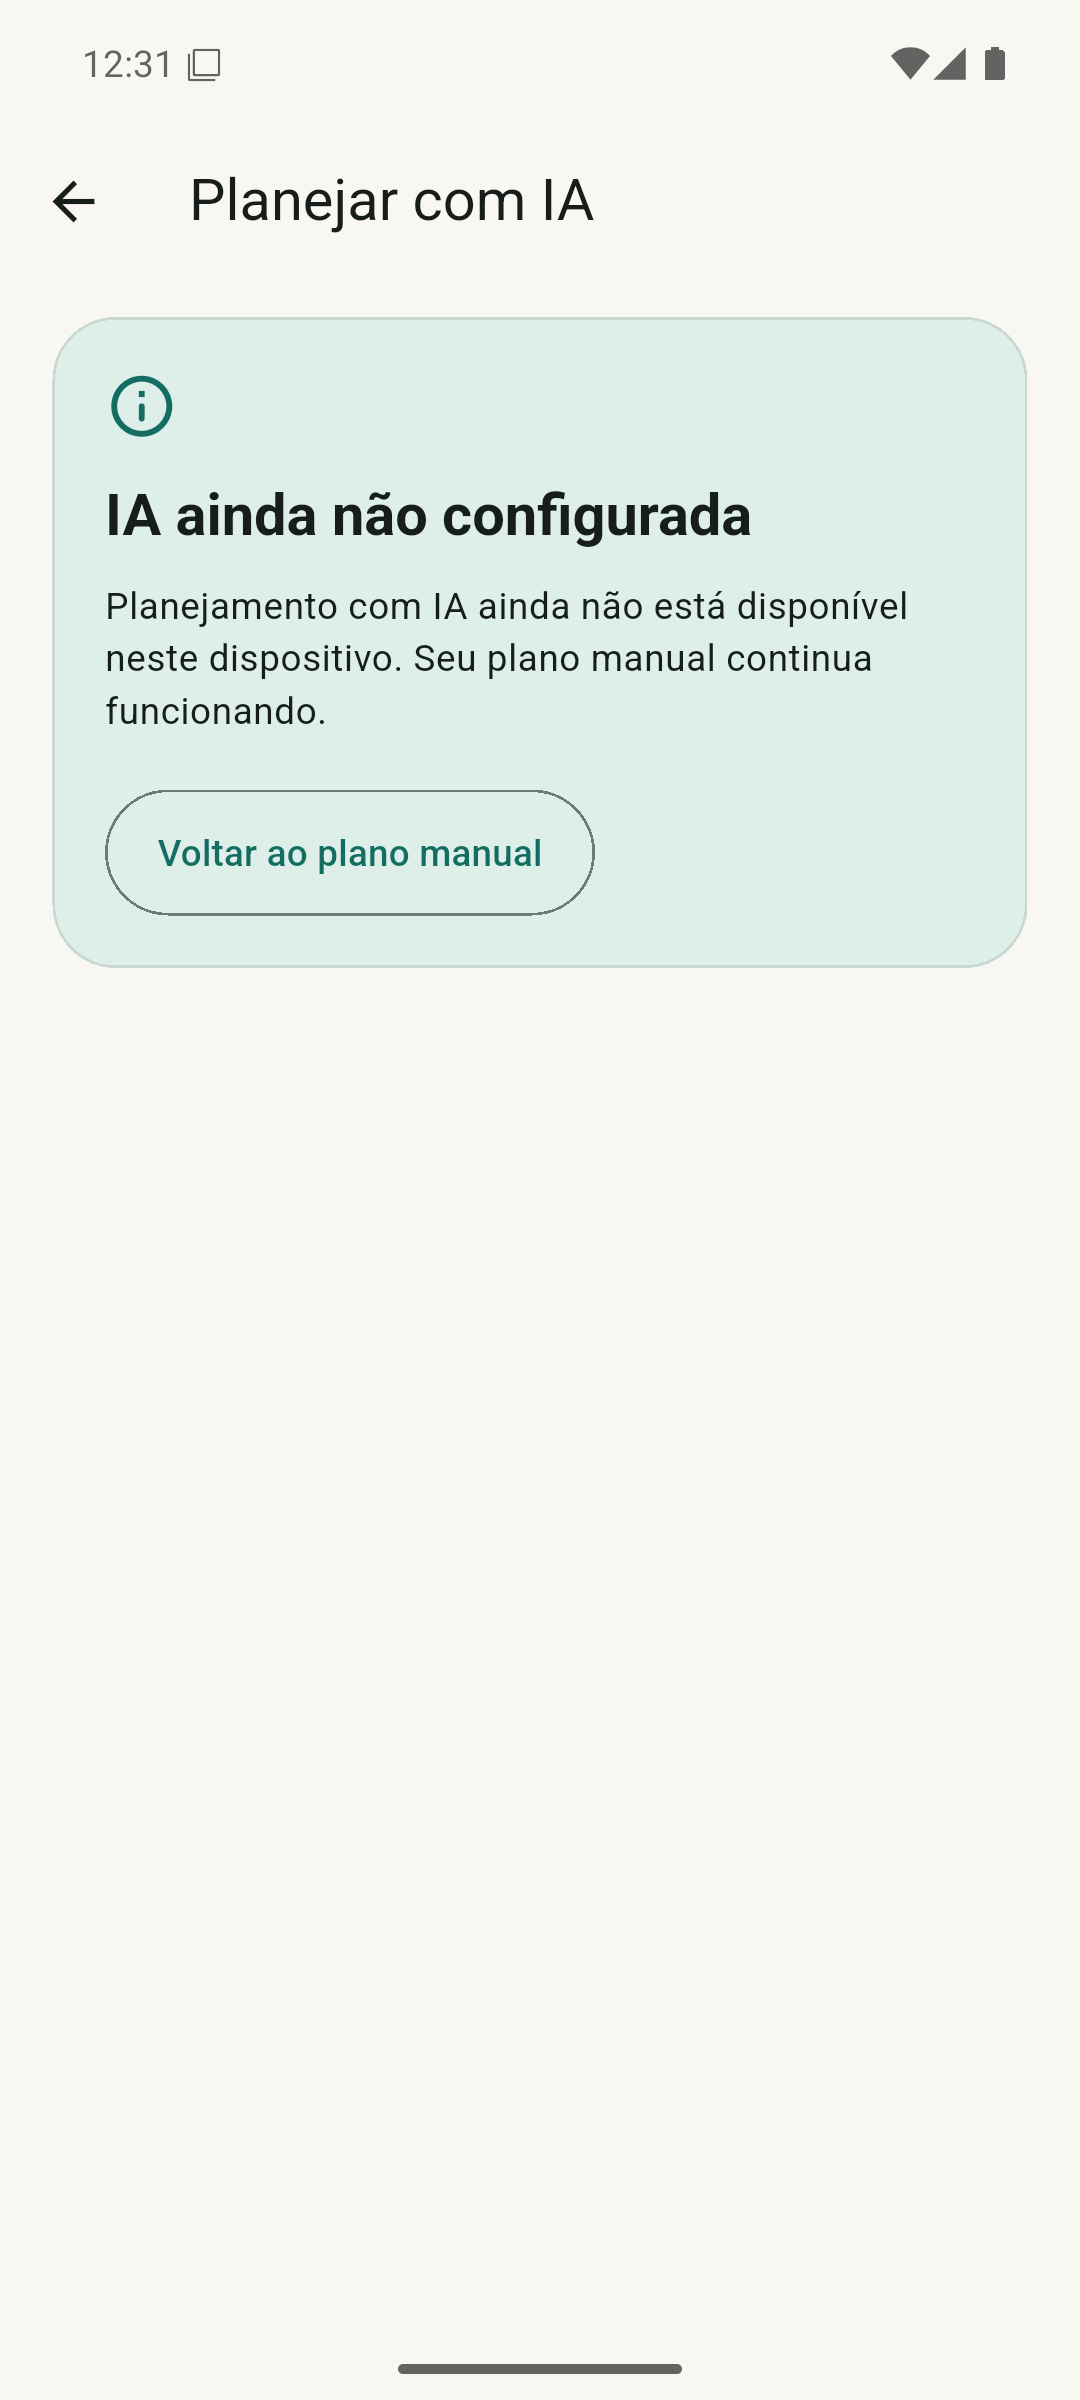 12:31
Planejar com IA
IA ainda não configurada
Planejamento com IA ainda não está disponível
neste dispositivo. Seu plano manual continua
funcionando.
Voltar ao plano manual